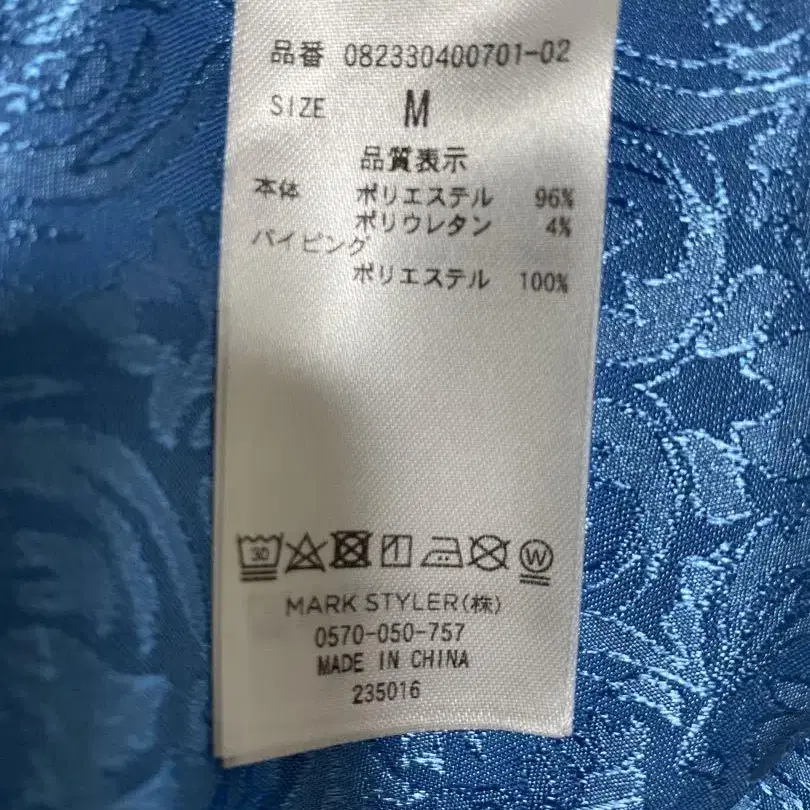 品番 082330400701-02
SIZE M
品質表示
本体 ポリエステル 96%
ポリウレタン 4%
パイピング
ポリエステル 100%
30 W
MARK STYLER(株)
0570-050-757
MADE IN CHINA
235016